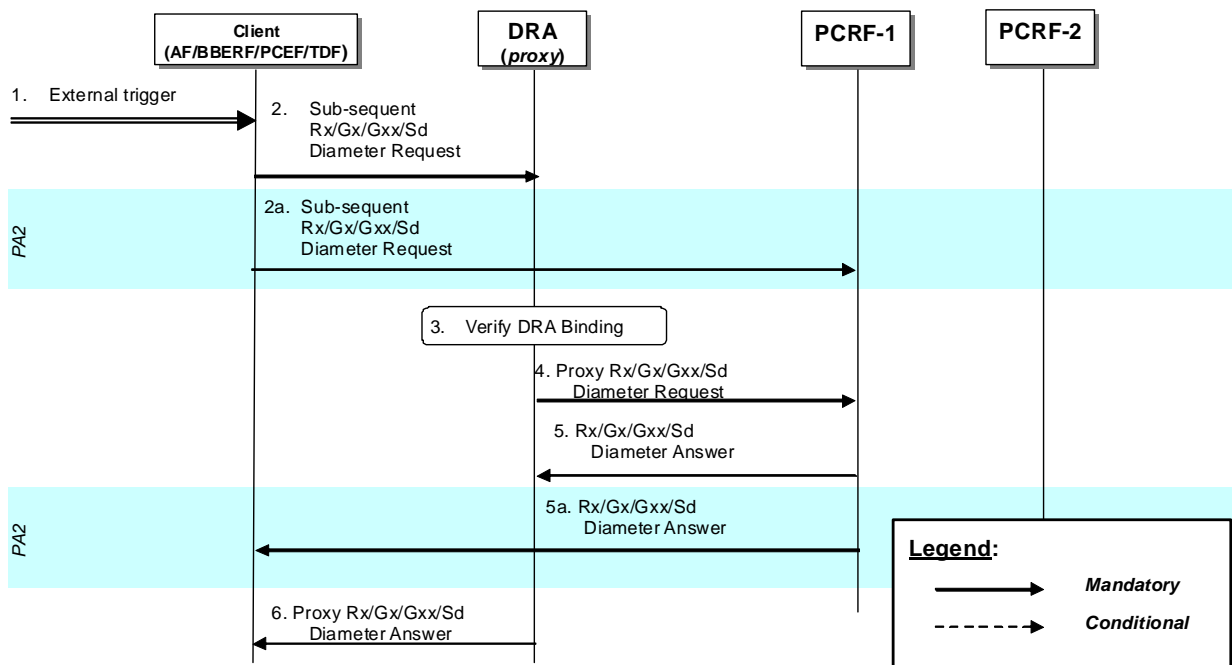 Client
(AF/BBERF/PCEF/TDF)
DRA
(proxy)
PCRF-1
PCRF-2
1. External trigger
2. Sub-sequent
Rx/Gx/Gxx/Sd
Diameter Request
PA2
2a. Sub-sequent
Rx/Gx/Gxx/Sd
Diameter Request
3. Verify DRA Binding
4. Proxy Rx/Gx/Gxx/Sd
Diameter Request
5. Rx/Gx/Gxx/Sd
Diameter Answer
PA2
5a. Rx/Gx/Gxx/Sd
Diameter Answer
6. Proxy Rx/Gx/Gxx/Sd
Diameter Answer
Legend:
Mandatory
Conditional